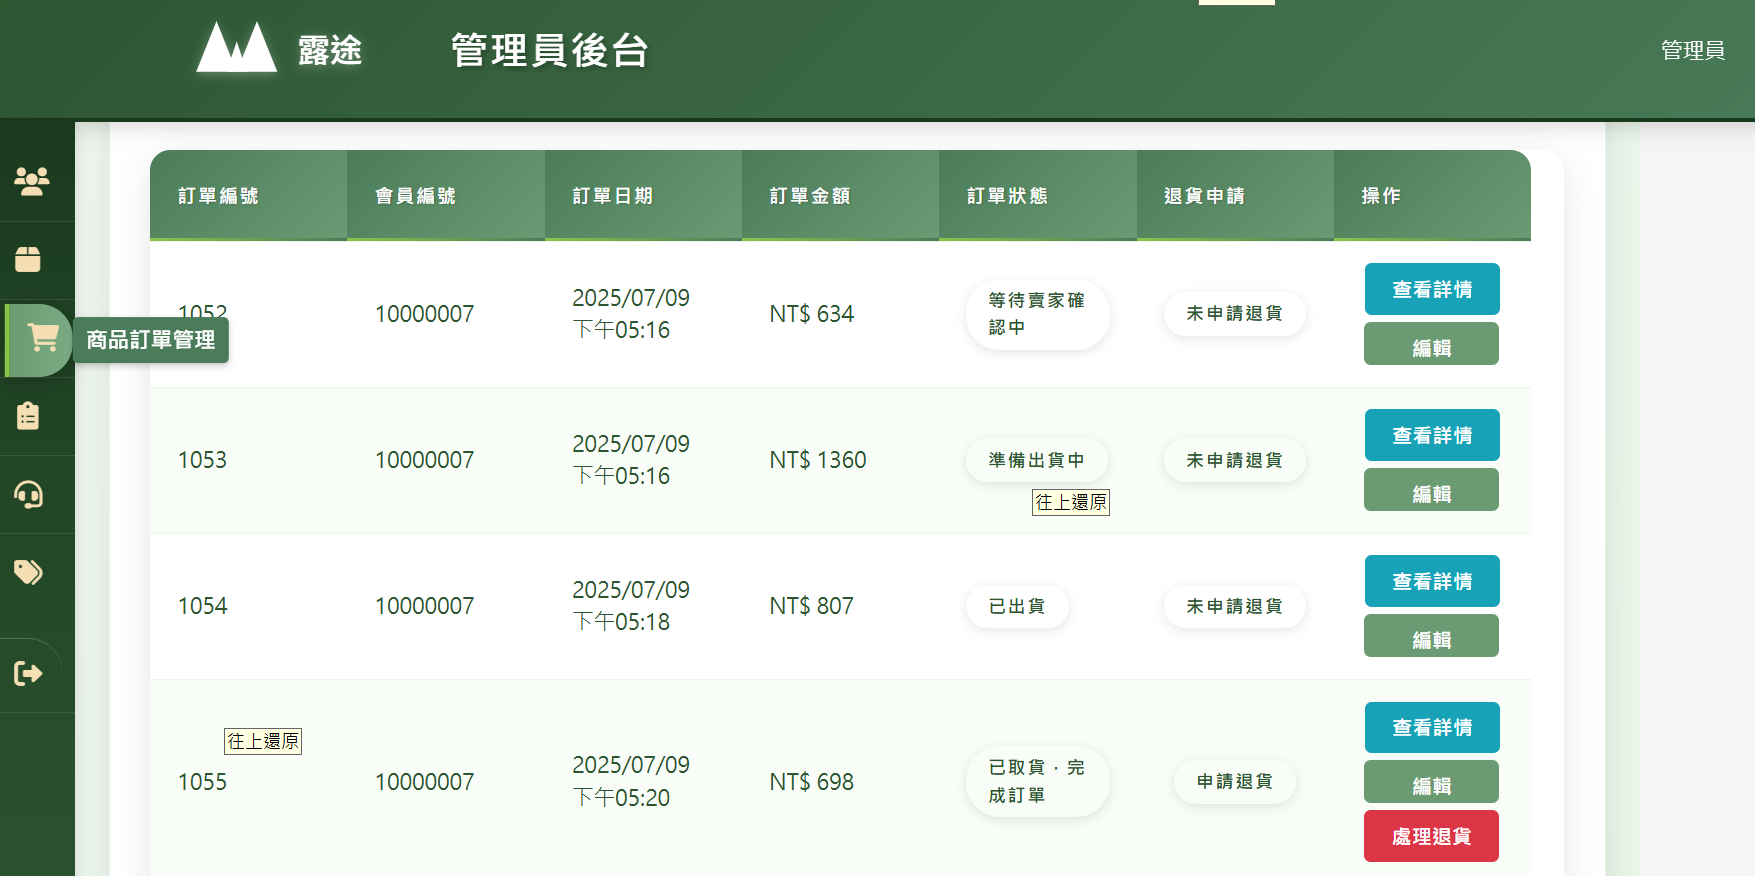 露途
管理員後台
管理員
訂單編號 會員編號 訂單日期 訂單金額 訂單狀態 退貨申請 操作
1052 10000007 2025/07/09
下午05:16
NT$ 634
等待賣家確
認中
未申請退貨
查看詳情
編輯
商品訂單管理
1053 10000007 2025/07/09
下午05:16
NT$ 1360
準備出貨中
未申請退貨
查看詳情
編輯
往上還原
1054 10000007 2025/07/09
下午05:18
NT$ 807
已出貨
未申請退貨
查看詳情
編輯
往上還原
1055 10000007 2025/07/09
下午05:20
NT$ 698
已取貨，完
成訂單
申請退貨
查看詳情
編輯
處理退貨